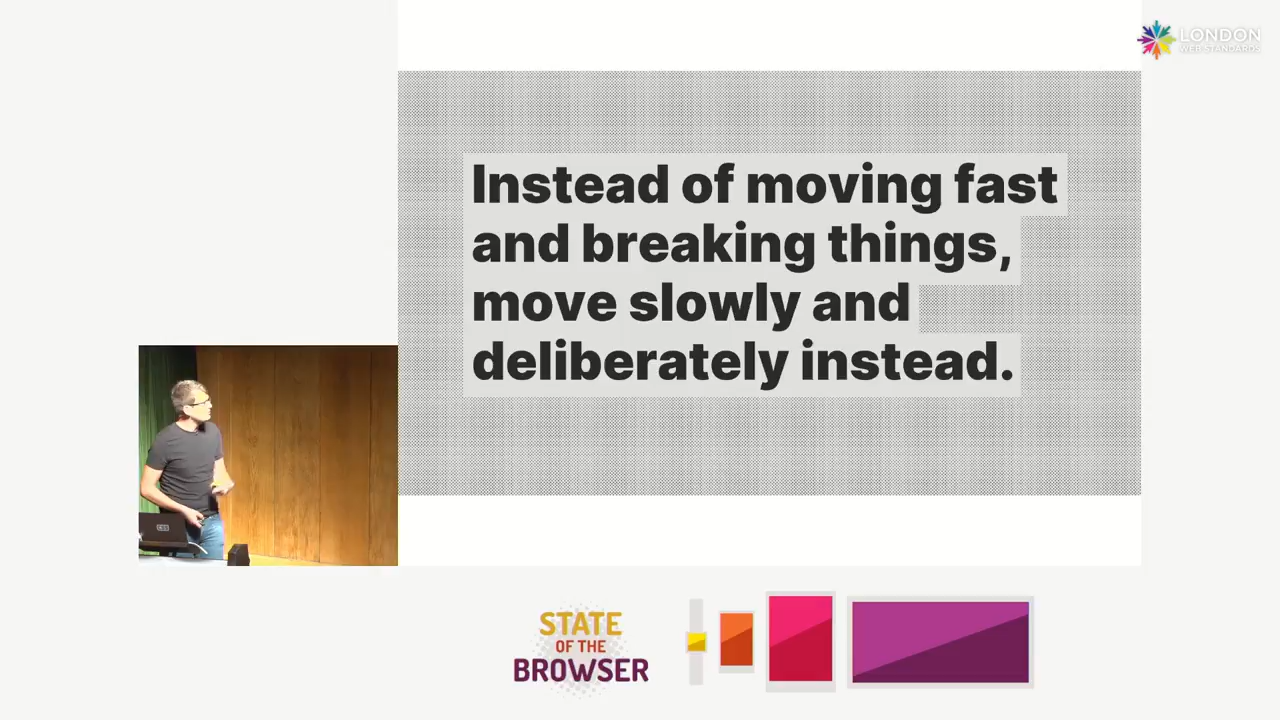 LONDON
WEB STANDARDS
Instead of moving fast
and breaking things,
move slowly and
deliberately instead.
STATE
OF THE
BROWSER